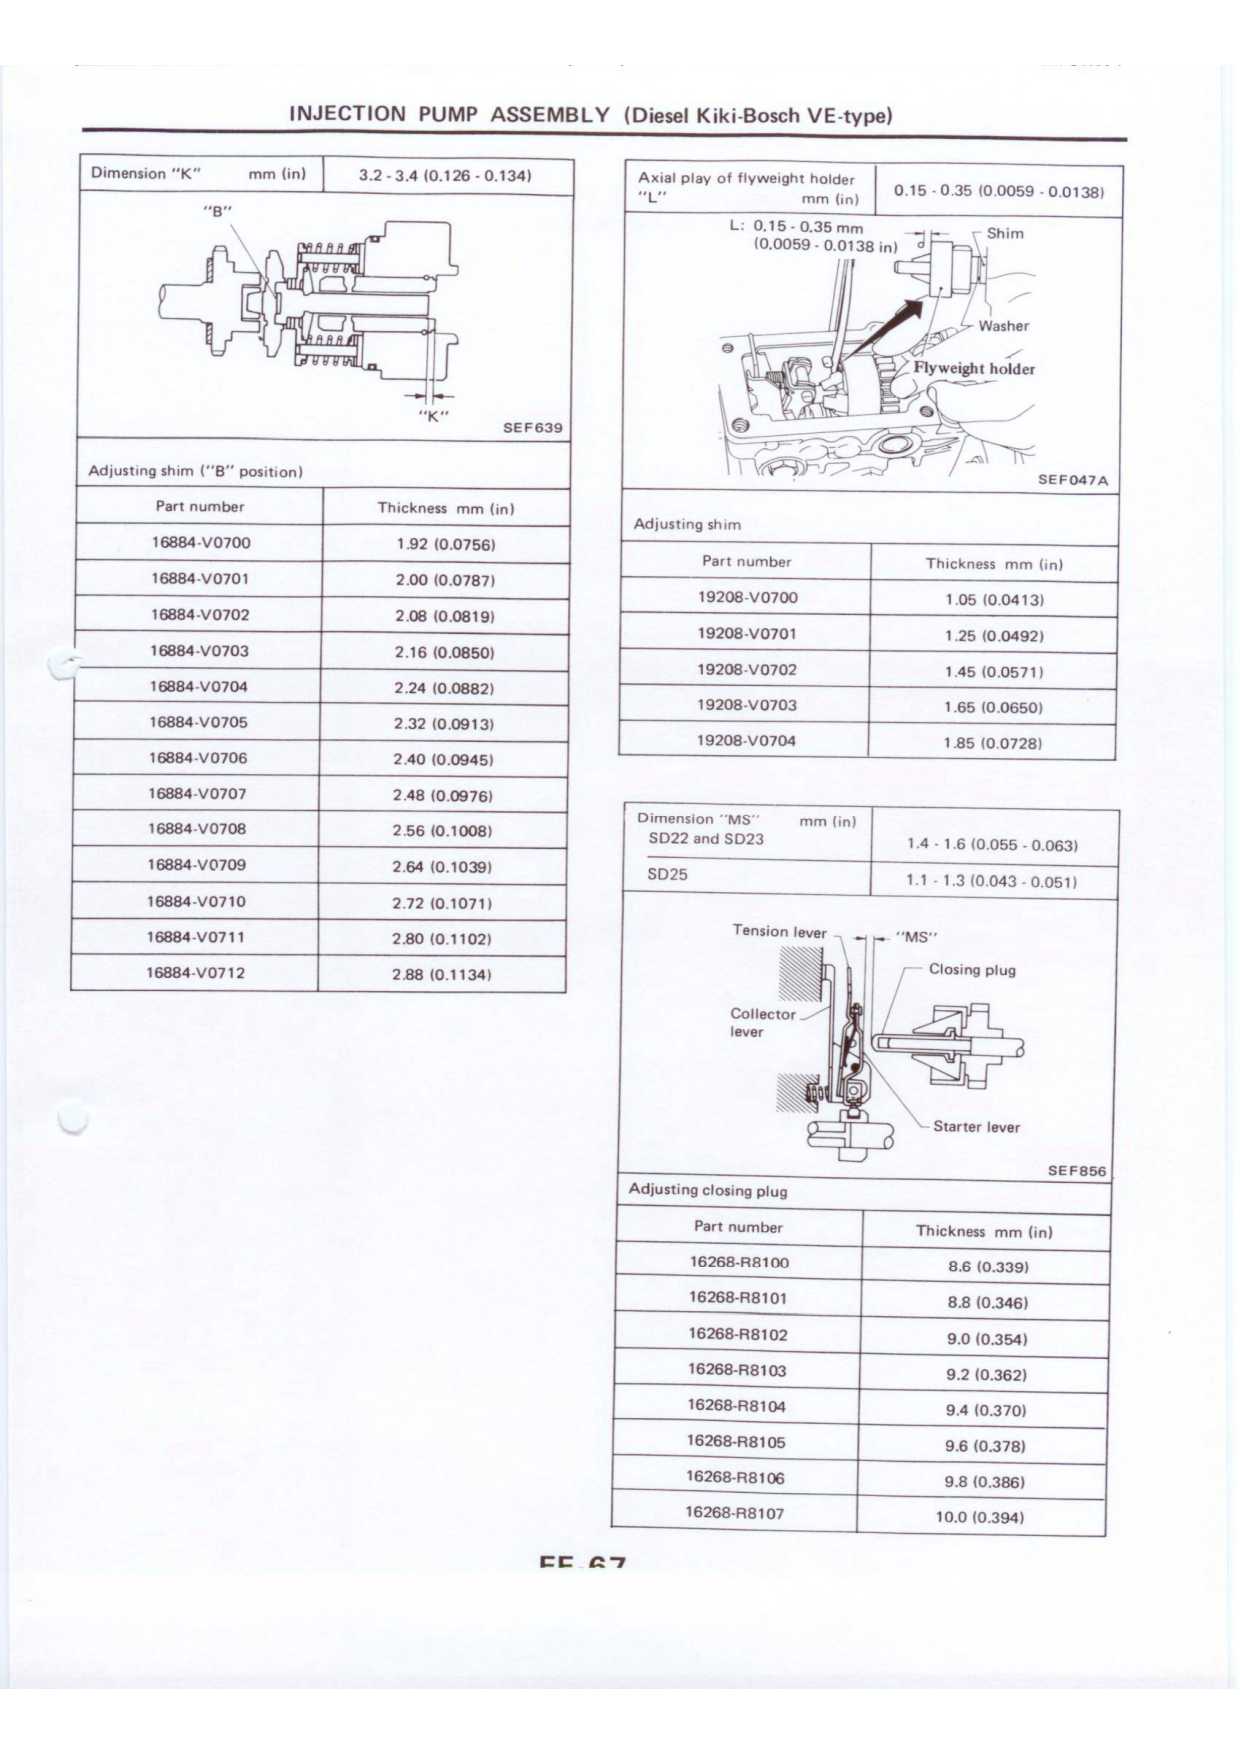 INJECTION PUMP ASSEMBLY (Diesel Kiki-Bosch VE-type)
Dimension "K" mm (in) 3.2 - 3.4 (0.126 - 0.134)
"B"
"K"
SEF639
Adjusting shim ("B" position)
Part number Thickness mm (in)
16884-V0700 1.92 (0.0756)
16884-V0701 2.00 (0.0787)
16884-V0702 2.08 (0.0819)
16884-V0703 2.16 (0.0850)
16884-V0704 2.24 (0.0882)
16884-V0705 2.32 (0.0913)
16884-V0706 2.40 (0.0945)
16884-V0707 2.48 (0.0976)
16884-V0708 2.56 (0.1008)
16884-V0709 2.64 (0.1039)
16884-V0710 2.72 (0.1071)
16884-V0711 2.80 (0.1102)
16884-V0712 2.88 (0.1134)
Axial play of flyweight holder
"L" mm (in) 0.15 - 0.35 (0.0059 - 0.0138)
L: 0.15 - 0.35 mm
(0.0059 - 0.0138 in)
Shim
Washer
Flyweight holder
SEF047A
Adjusting shim
Part number Thickness mm (in)
19208-V0700 1.05 (0.0413)
19208-V0701 1.25 (0.0492)
19208-V0702 1.45 (0.0571)
19208-V0703 1.65 (0.0650)
19208-V0704 1.85 (0.0728)
Dimension "MS" mm (in)
SD22 and SD23 1.4 - 1.6 (0.055 - 0.063)
SD25 1.1 - 1.3 (0.043 - 0.051)
Tension lever
"MS"
Closing plug
Collector
lever
Starter lever
SEF856
Adjusting closing plug
Part number Thickness mm (in)
16268-R8100 8.6 (0.339)
16268-R8101 8.8 (0.346)
16268-R8102 9.0 (0.354)
16268-R8103 9.2 (0.362)
16268-R8104 9.4 (0.370)
16268-R8105 9.6 (0.378)
16268-R8106 9.8 (0.386)
16268-R8107 10.0 (0.394)
EF-67